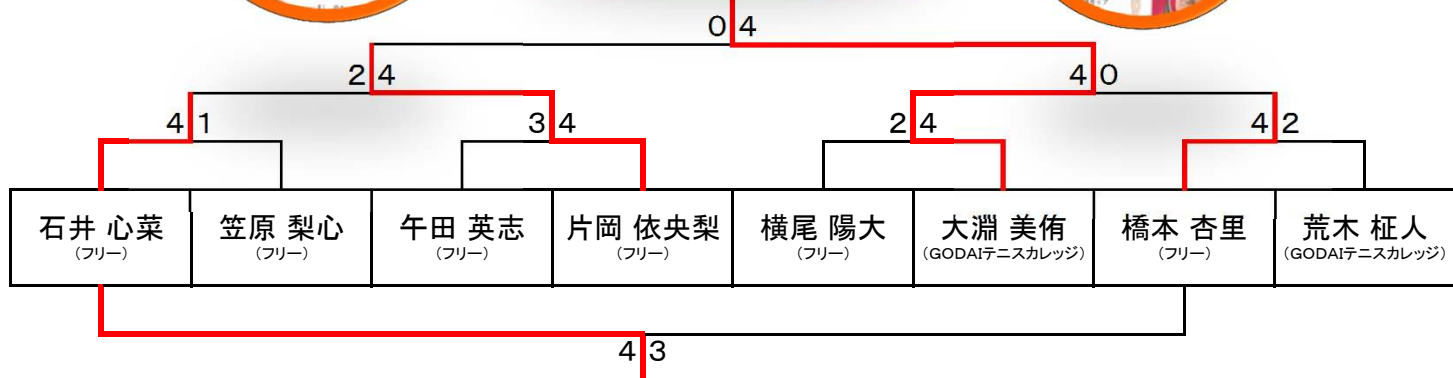 0 4
2 4 4 0
4 1 3 4 2 4 4 2
石井 心菜 笠原 梨心 午田 英志 片岡 依央梨 横尾 陽大 大淵 美侑 橋本 杏里 荒木 柾人
(フリー) (フリー) (フリー) (フリー) (フリー) (GODAIテニスカレッジ) (フリー) (GODAIテニスカレッジ)
4 3